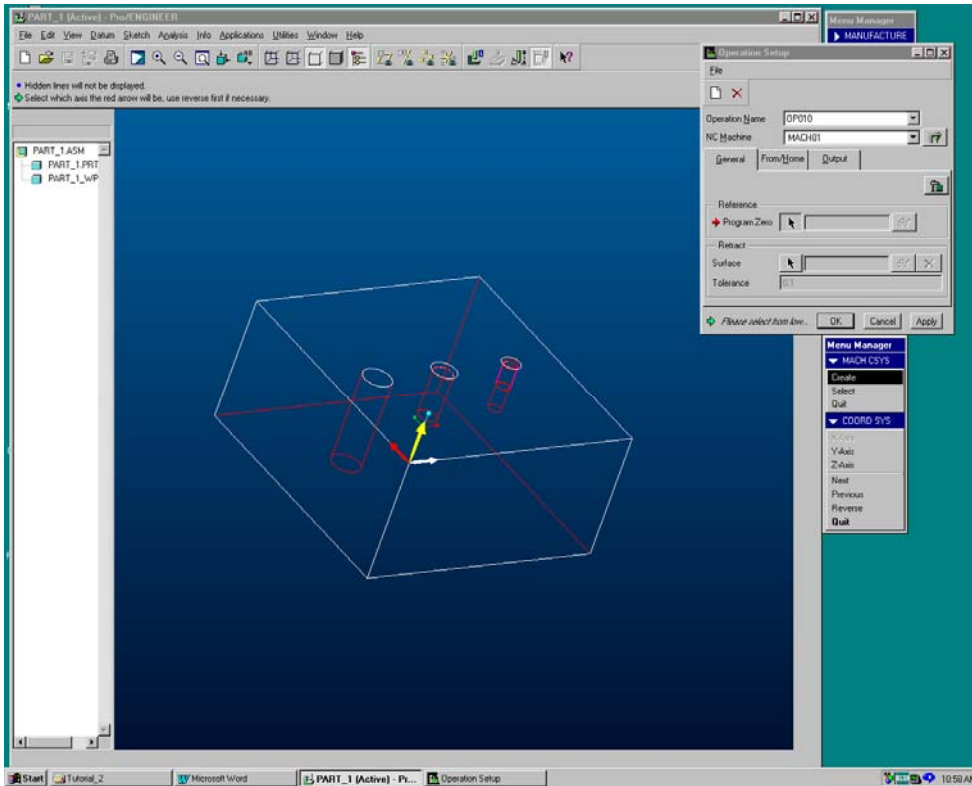 PART_1 (Active) - Pro/ENGINEER
File Edit View Datum Sketch Analysis Info Applications Utilities Window Help
Hidden lines will not be displayed.
Select which axis the red arrow will be, use reverse first if necessary.
PART_1.ASM
PART_1.PRT
PART_1_WP
Menu Manager
MANUFACTURE
Operation Setup
File
Operation Name OP010
NC Machine MACH01
General From/Home Output
Reference
Program Zero
Retract
Surface
Tolerance 0.1
Please select from low... OK Cancel Apply
Menu Manager
MACH CSYS
Create
Select
Quit
COORD SYS
X-Axis
Y-Axis
Z-Axis
Next
Previous
Reverse
Quit
Start Tutorial_2 Microsoft Word PART_1 (Active) - Pr... Operation Setup 10:58 AM